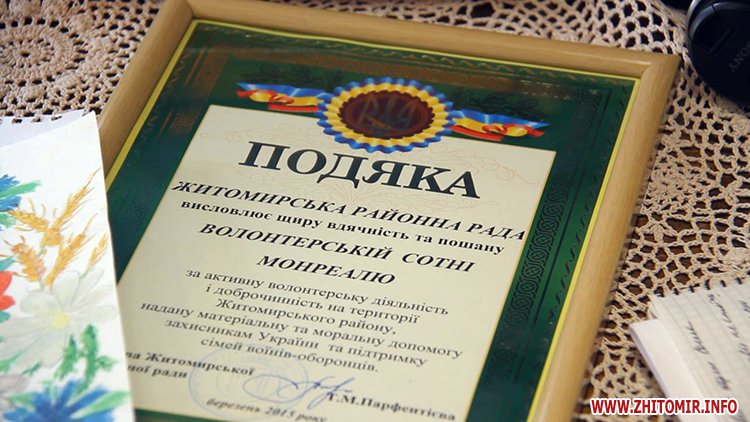 ПОДЯКА
ЖИТОМИРСЬКА РАЙОННА РАДА
висловлює щиру вдячність та пошану
ВОЛОНТЕРСЬКІЙ СОТНІ
МОНРЕАЛЮ
за активну волонтерську діяльність
і доброчинність на території
Житомирського району,
надану матеріальну та моральну допомогу
захисникам України та підтримку
сімей воїнів-оборонців.
ва Житомирської
ної ради
Т.М.Парфентієва
березень 2015 року
WWW.ZHITOMIR.INFO